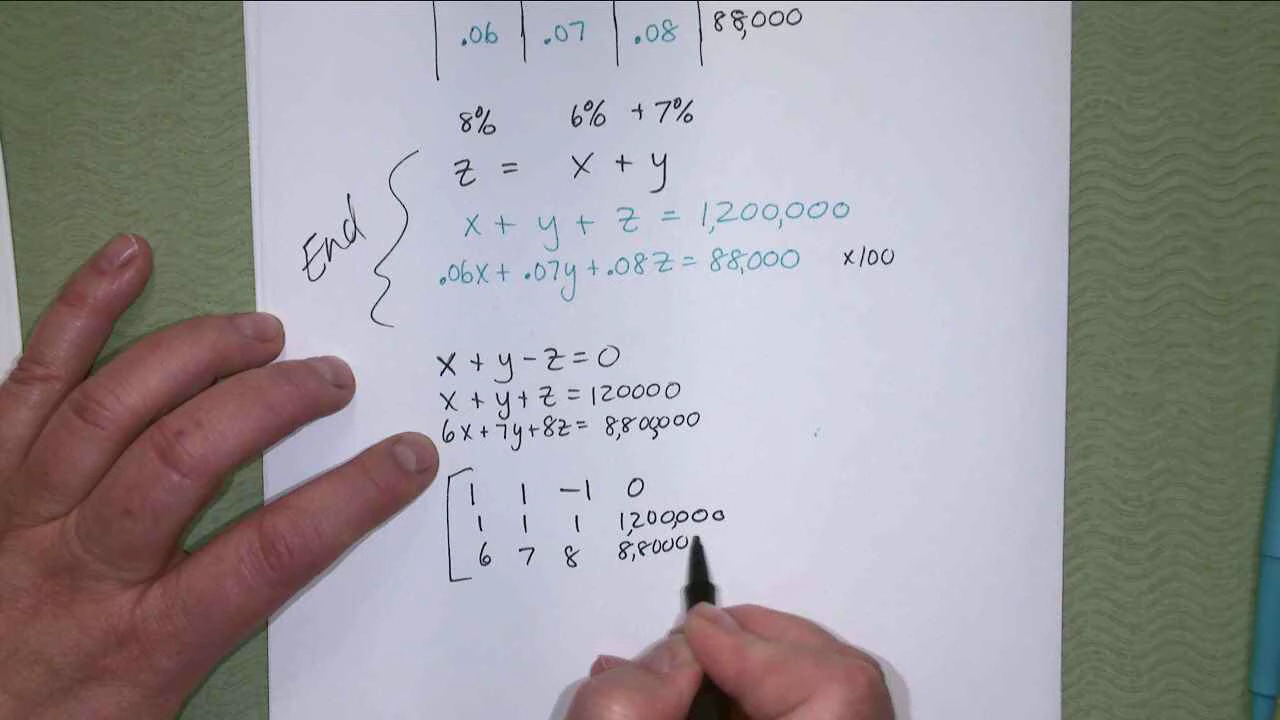 .06 | .07 | .08 | 88,000
8% 6% + 7%
z = x + y
End
x + y + z = 1,200,000
.06x + .07y + .08z = 88,000 x100
x + y - z = 0
x + y + z = 120000
6x + 7y + 8z = 8,800,000
1 1 -1 0
1 1 1 1,200,000
6 7 8 8,8000